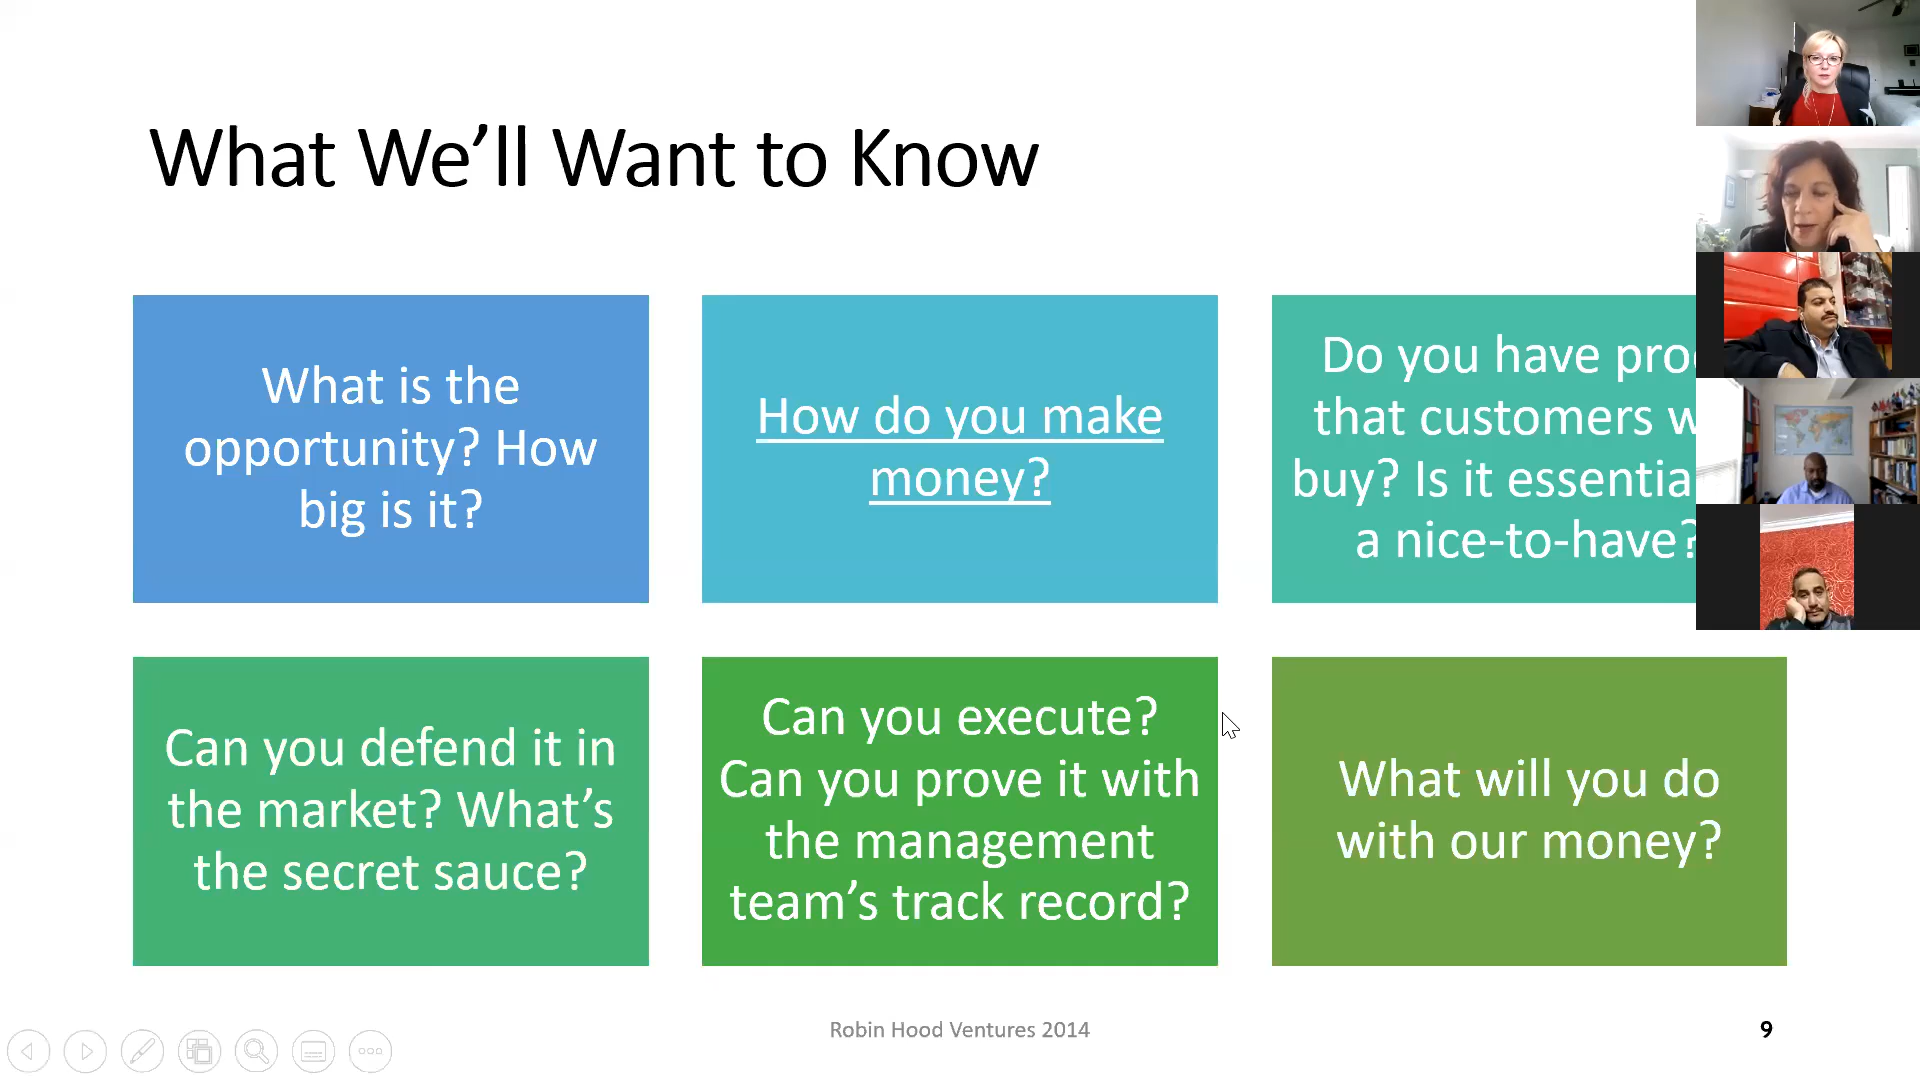 What We’ll Want to Know
What is the
opportunity? How
big is it?
How do you make
money?
Do you have
that customers
buy? Is it
a nice-to-have?
Can you defend it in
the market? What’s
the secret sauce?
Can you execute?
Can you prove it with
the management
team’s track record?
What will you do
with our money?
Robin Hood Ventures 2014
9